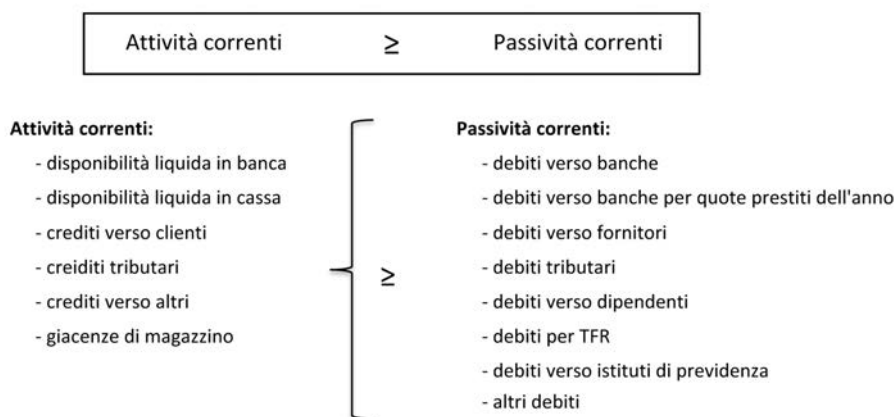 Attività correnti ≥ Passività correnti
Attività correnti:
- disponibilità liquida in banca
- disponibilità liquida in cassa
- crediti verso clienti
- creiditi tributari
- crediti verso altri
- giacenze di magazzino
≥
Passività correnti:
- debiti verso banche
- debiti verso banche per quote prestiti dell'anno
- debiti verso fornitori
- debiti tributari
- debiti verso dipendenti
- debiti per TFR
- debiti verso istituti di previdenza
- altri debiti